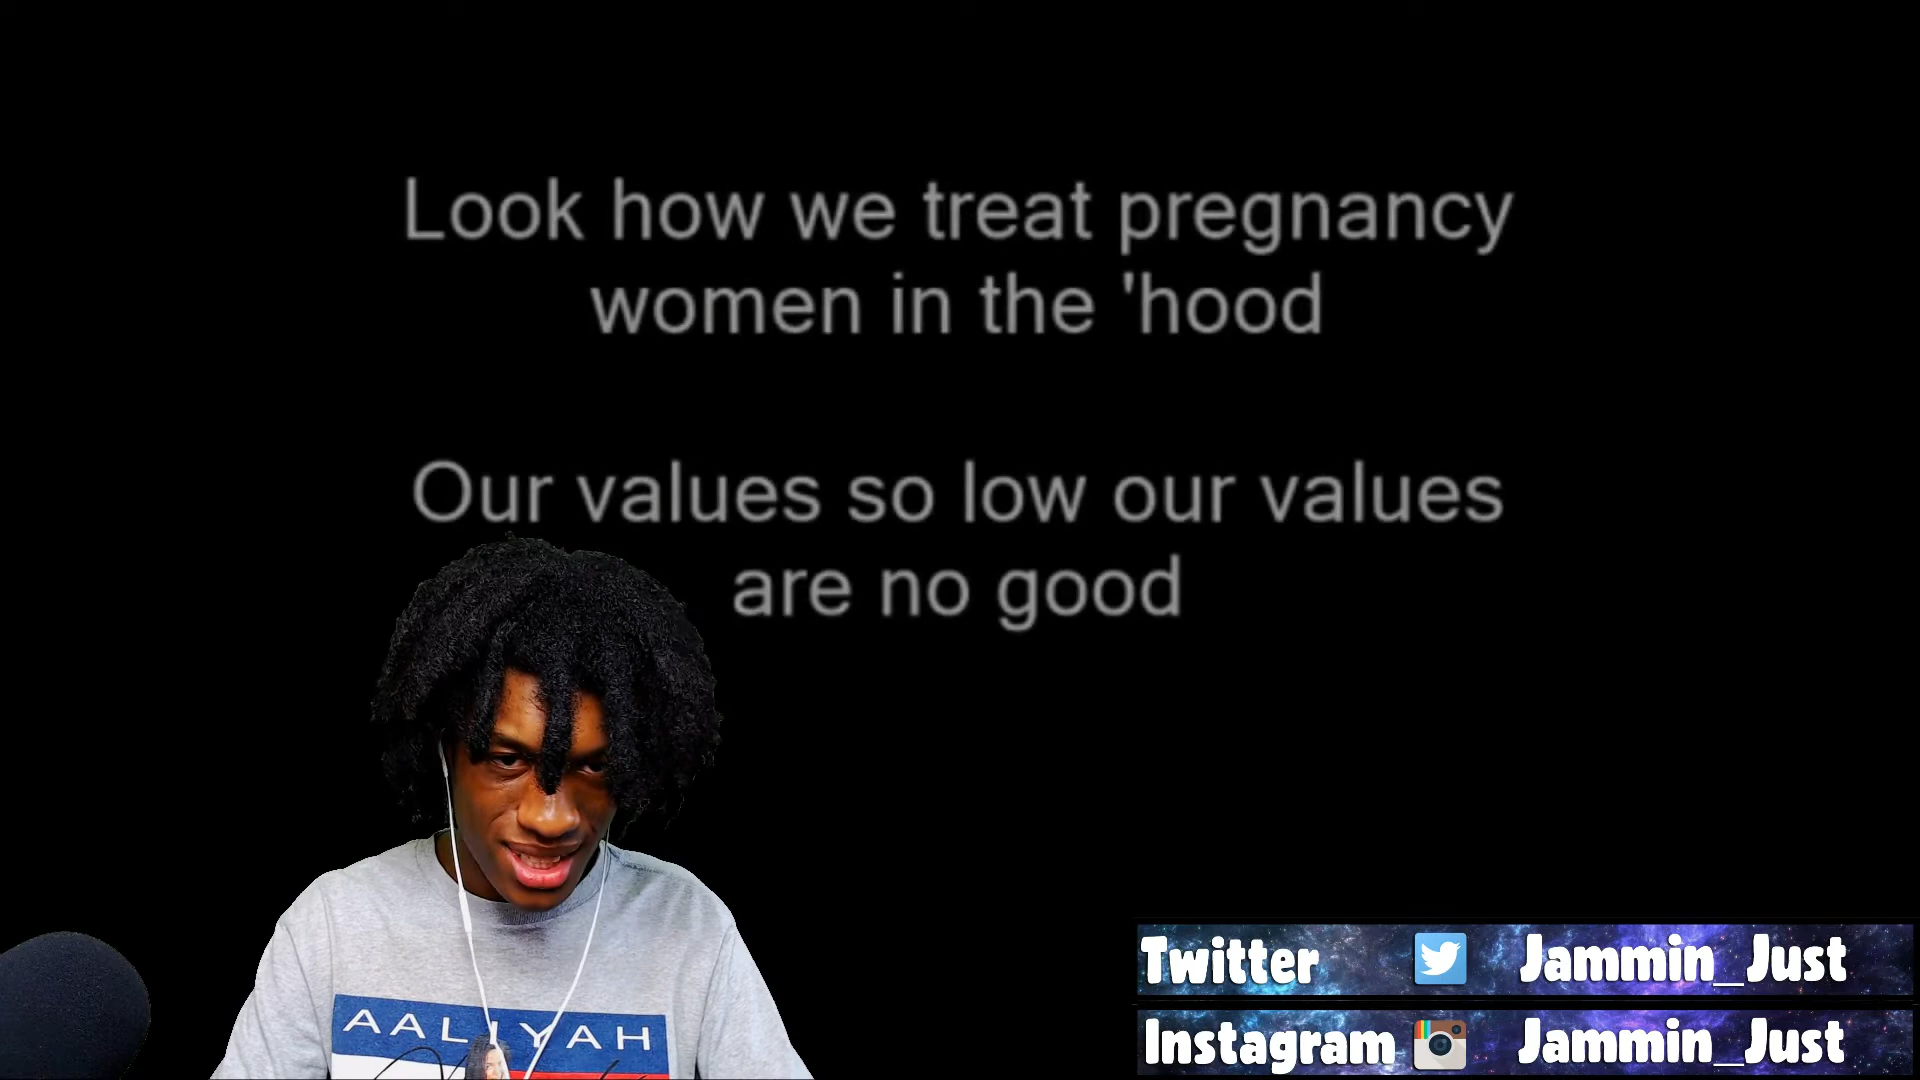 Look how we treat pregnancy
women in the 'hood
Our values so low our values
are no good
AALIYAH
Twitter Jammin_Just
Instagram Jammin_Just